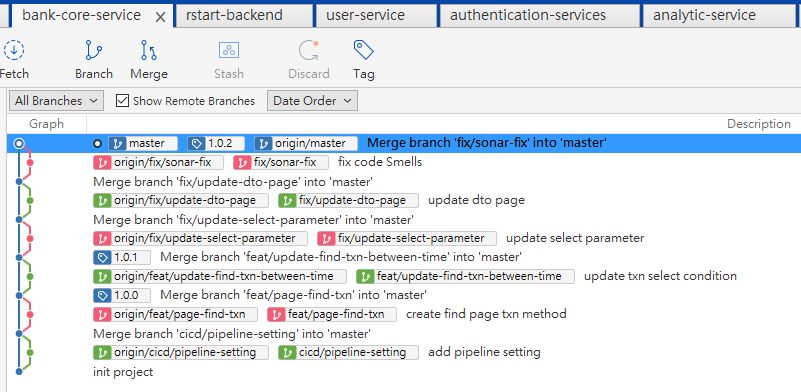 bank-core-service × rstart-backend user-service authentication-services analytic-service
Fetch Branch Merge Stash Discard Tag
All Branches Show Remote Branches Date Order
Graph Description
master 1.0.2 origin/master Merge branch 'fix/sonar-fix' into 'master'
origin/fix/sonar-fix fix/sonar-fix fix code Smells
Merge branch 'fix/update-dto-page' into 'master'
origin/fix/update-dto-page fix/update-dto-page update dto page
Merge branch 'fix/update-select-parameter' into 'master'
origin/fix/update-select-parameter fix/update-select-parameter update select parameter
1.0.1 Merge branch 'feat/update-find-txn-between-time' into 'master'
origin/feat/update-find-txn-between-time feat/update-find-txn-between-time update txn select condition
1.0.0 Merge branch 'feat/page-find-txn' into 'master'
origin/feat/page-find-txn feat/page-find-txn create find page txn method
Merge branch 'cicd/pipeline-setting' into 'master'
origin/cicd/pipeline-setting cicd/pipeline-setting add pipeline setting
init project